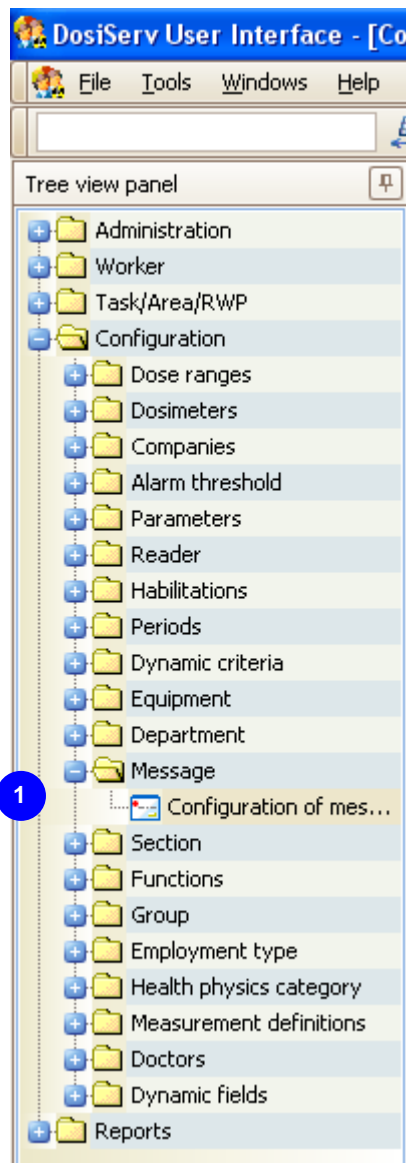 DosiServ User Interface - [Co
File Tools Windows Help
Tree view panel
Administration
Worker
Task/Area/RWP
Configuration
Dose ranges
Dosimeters
Companies
Alarm threshold
Parameters
Reader
Habilitations
Periods
Dynamic criteria
Equipment
Department
Message
1
Configuration of mes...
Section
Functions
Group
Employment type
Health physics category
Measurement definitions
Doctors
Dynamic fields
Reports